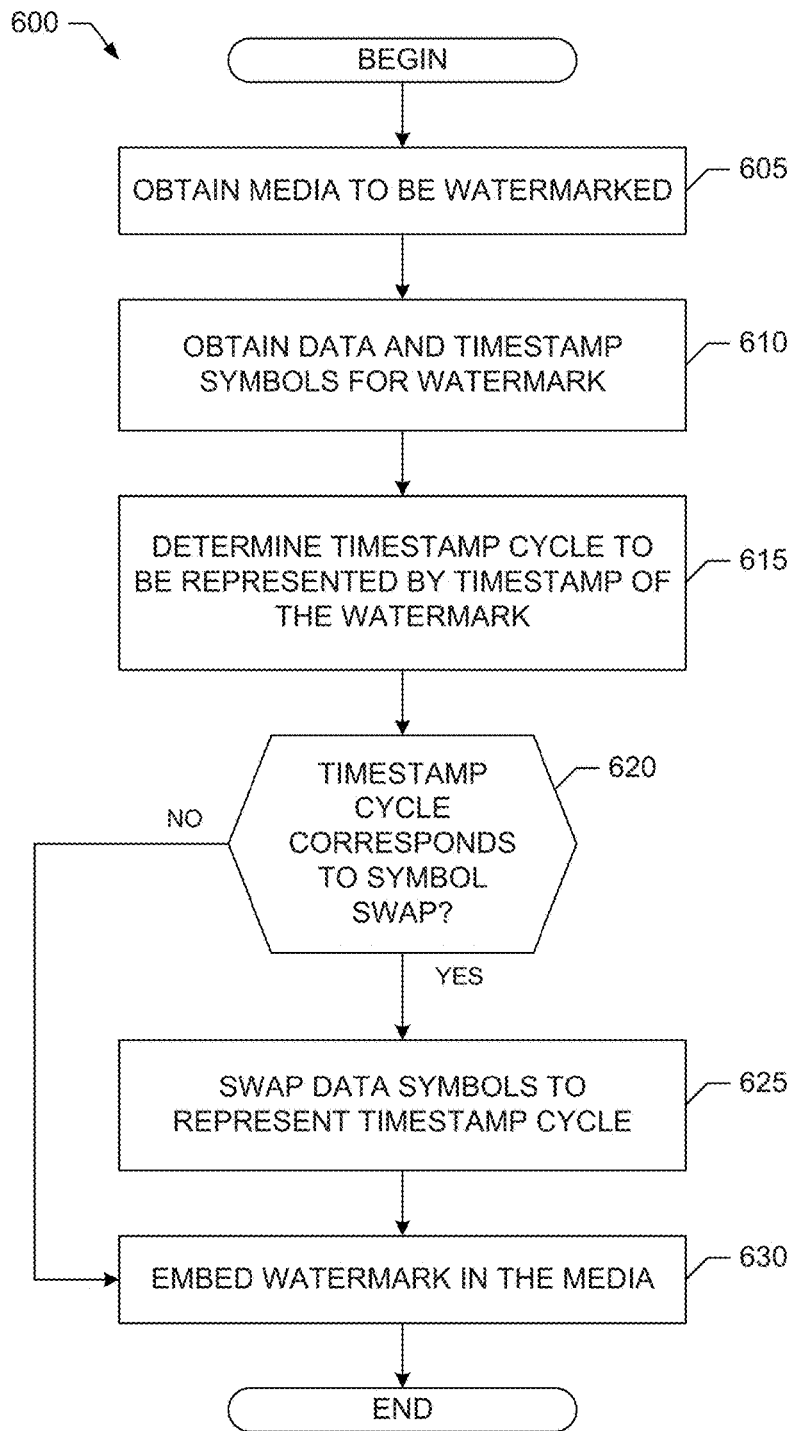 600
BEGIN
OBTAIN MEDIA TO BE WATERMARKED
605
OBTAIN DATA AND TIMESTAMP
SYMBOLS FOR WATERMARK
610
DETERMINE TIMESTAMP CYCLE TO
BE REPRESENTED BY TIMESTAMP OF
THE WATERMARK
615
TIMESTAMP
CYCLE
CORRESPONDS
TO SYMBOL
SWAP?
620
NO
YES
SWAP DATA SYMBOLS TO
REPRESENT TIMESTAMP CYCLE
625
EMBED WATERMARK IN THE MEDIA
630
END